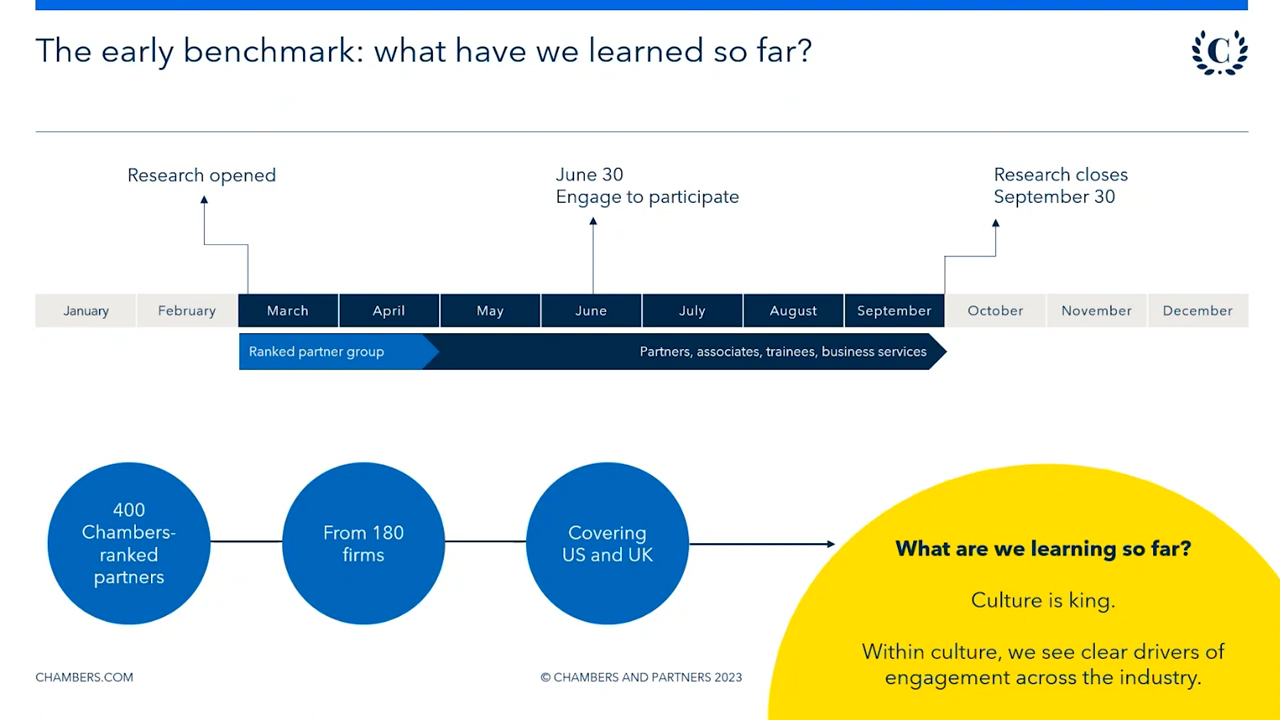 The early benchmark: what have we learned so far?
C
Research opened
June 30
Engage to participate
Research closes
September 30
January February March April May June July August September October November December
Ranked partner group
Partners, associates, trainees, business services
400
Chambers-
ranked
partners
From 180
firms
Covering
US and UK
What are we learning so far?
Culture is king.
Within culture, we see clear drivers of
engagement across the industry.
CHAMBERS.COM
© CHAMBERS AND PARTNERS 2023